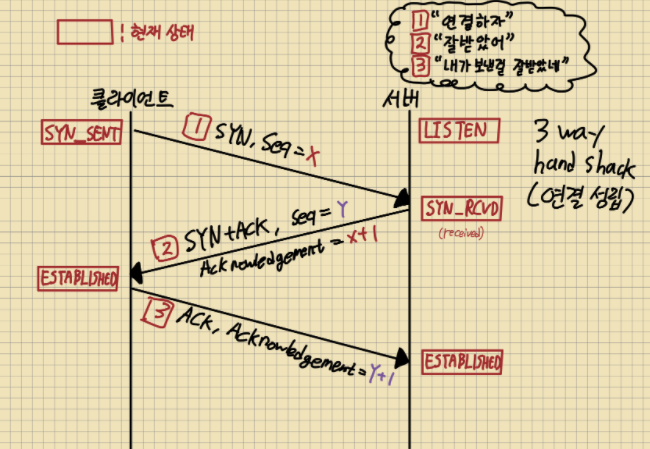 : 현재 상태
1 "연결하자"
2 "잘받았어"
3 "내가 보낸걸 잘받았네"
클라이언트
서버
SYN_SENT
1 SYN, Seq = X
LISTEN
3 way
hand shack
(연결 성립)
SYN_RCVD
(received)
2 SYN+ACK, seq = Y
Acknowledgement = x+1
ESTABLISHED
3 ACK, Acknowledgement = Y+1
ESTABLISHED